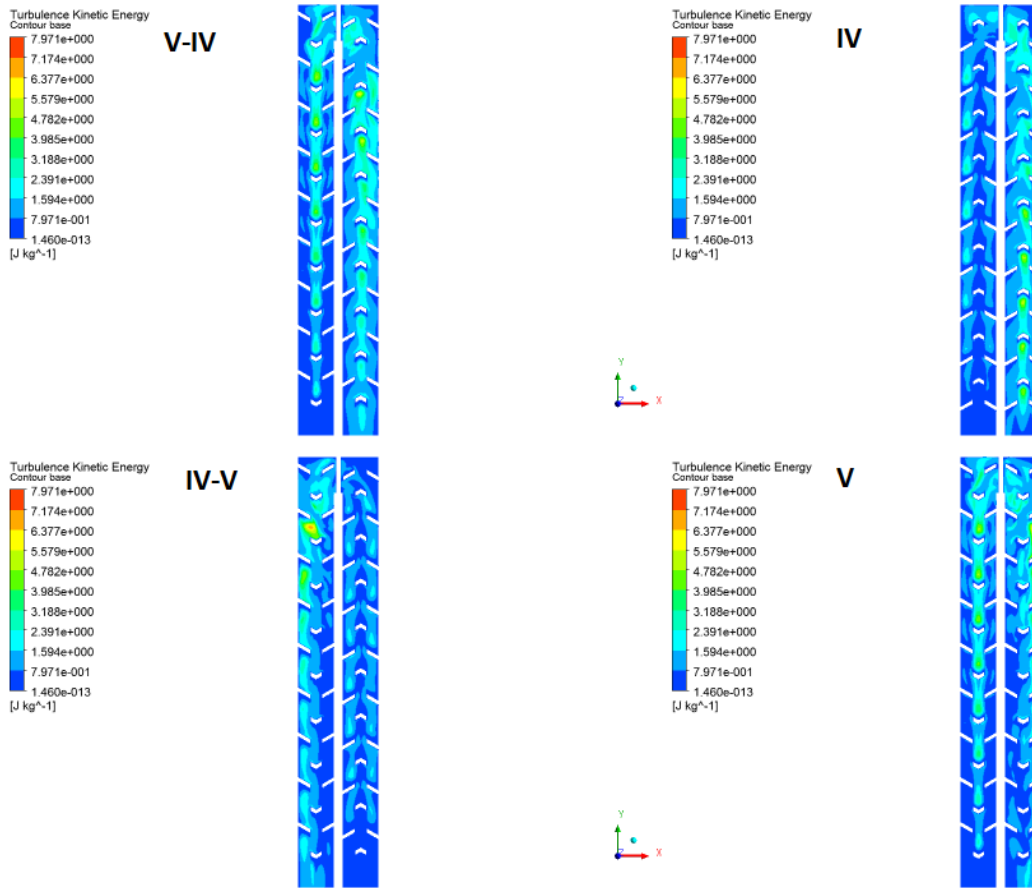 Turbulence Kinetic Energy
Contour base
7.971e+000
7.174e+000
6.377e+000
5.579e+000
4.782e+000
3.985e+000
3.188e+000
2.391e+000
1.594e+000
7.971e-001
1.460e-013
[J kg^-1]
V-IV
Turbulence Kinetic Energy
Contour base
7.971e+000
7.174e+000
6.377e+000
5.579e+000
4.782e+000
3.985e+000
3.188e+000
2.391e+000
1.594e+000
7.971e-001
1.460e-013
[J kg^-1]
IV
Y
Z
X
Turbulence Kinetic Energy
Contour base
7.971e+000
7.174e+000
6.377e+000
5.579e+000
4.782e+000
3.985e+000
3.188e+000
2.391e+000
1.594e+000
7.971e-001
1.460e-013
[J kg^-1]
IV-V
Turbulence Kinetic Energy
Contour base
7.971e+000
7.174e+000
6.377e+000
5.579e+000
4.782e+000
3.985e+000
3.188e+000
2.391e+000
1.594e+000
7.971e-001
1.460e-013
[J kg^-1]
V
Y
Z
X